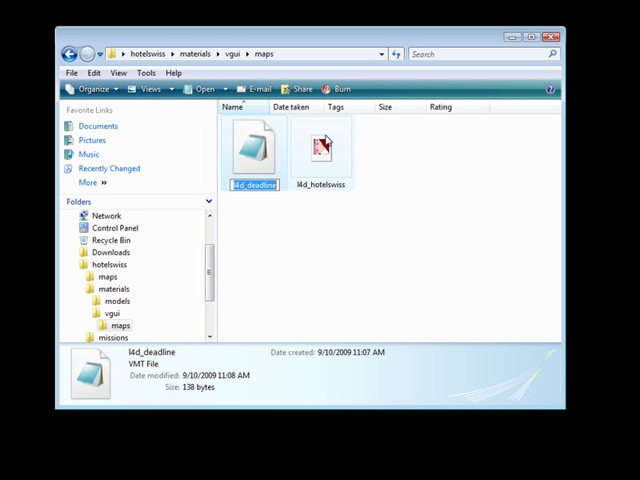 hotelswiss ▸ materials ▸ vgui ▸ maps
Search
File Edit View Tools Help
Organize Views Open E-mail Share Burn
Favorite Links
Documents
Pictures
Music
Recently Changed
More »
Folders
Network
Control Panel
Recycle Bin
Downloads
hotelswiss
maps
materials
models
vgui
maps
missions
Name Date taken Tags Size Rating
l4d_deadline
l4d_hotelswiss
l4d_deadline
VMT File
Date modified: 9/10/2009 11:08 AM
Size: 138 bytes
Date created: 9/10/2009 11:07 AM